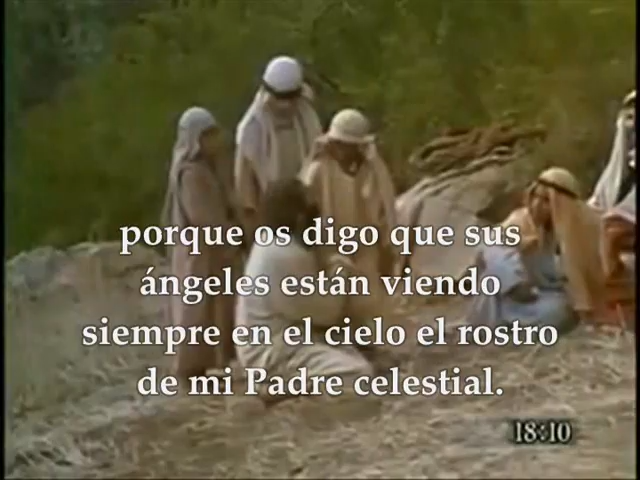 porque os digo que sus
ángeles están viendo
siempre en el cielo el rostro
de mi Padre celestial.
18:10